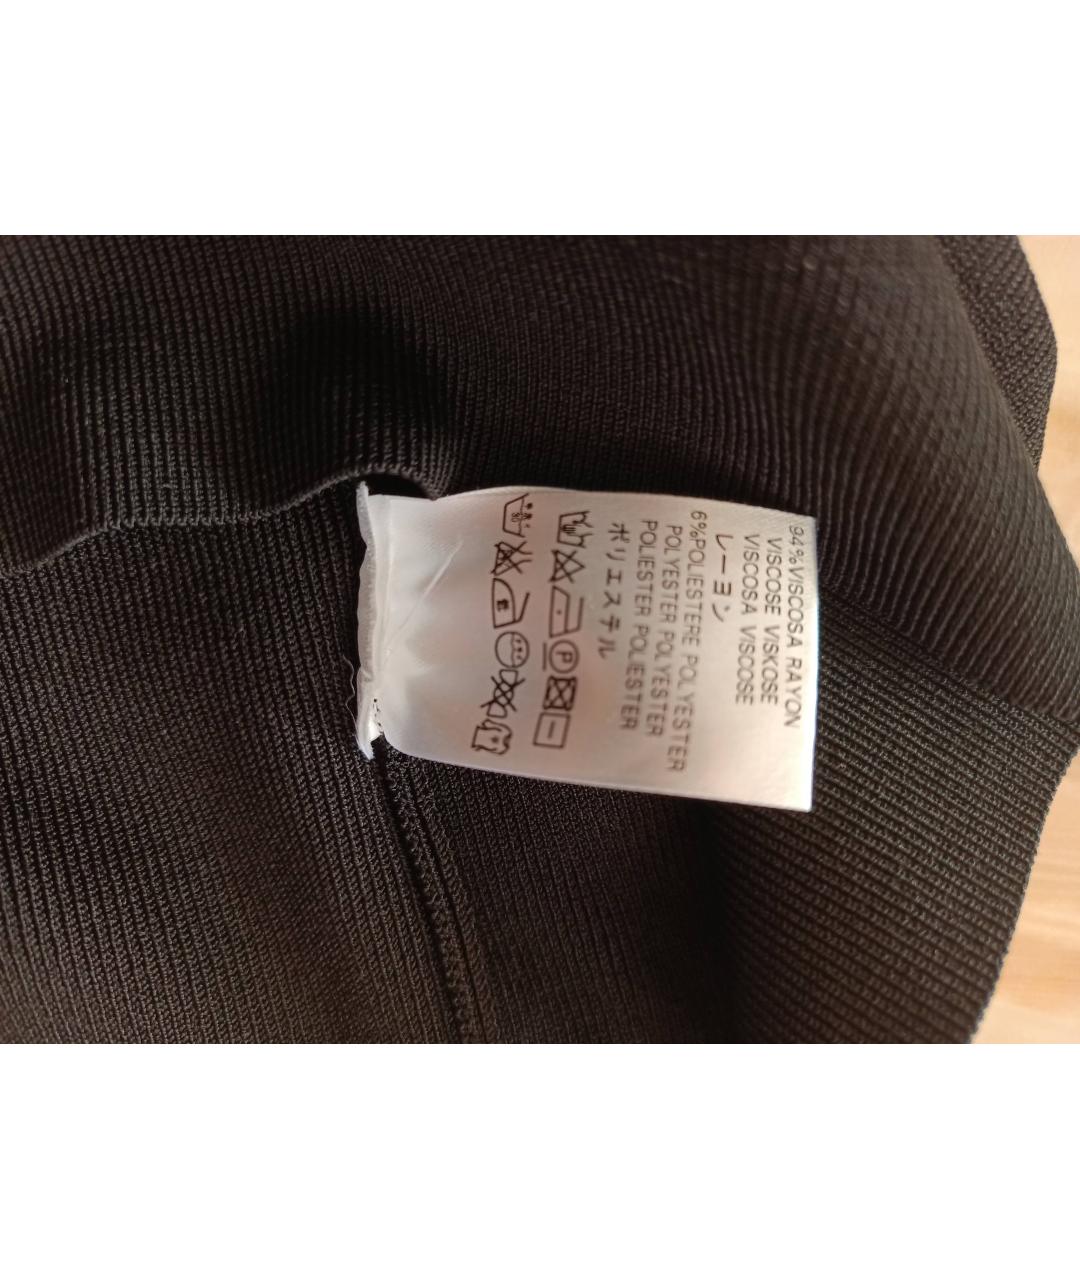 94%VISCOSA RAYON
VISCOSE VISKOSE
VISCOSA VISCOSE
レーヨン
6%POLIESTERE POLYESTER
POLYESTER POLYESTER
POLIESTER POLIESTER
ポリエステル
P